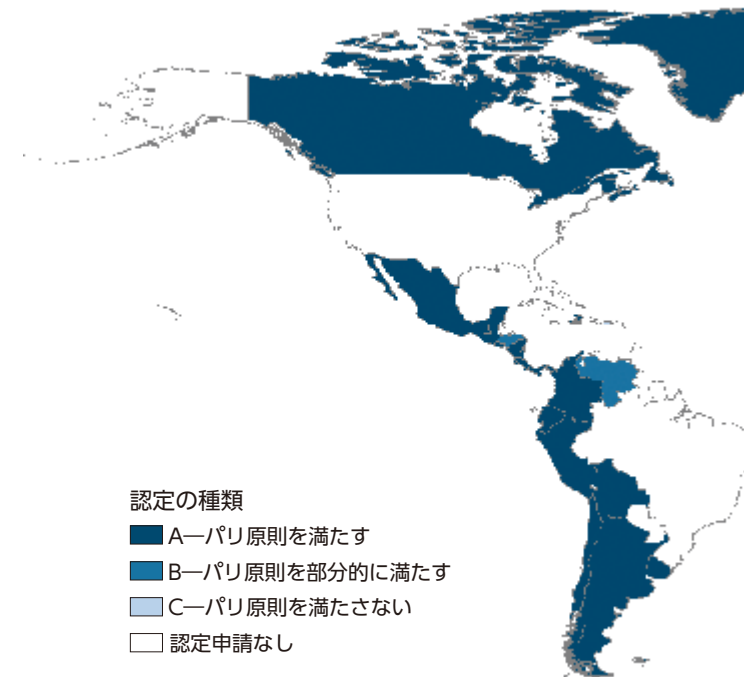 認定の種類
A―パリ原則を満たす
B―パリ原則を部分的に満たす
C―パリ原則を満たさない
認定申請なし